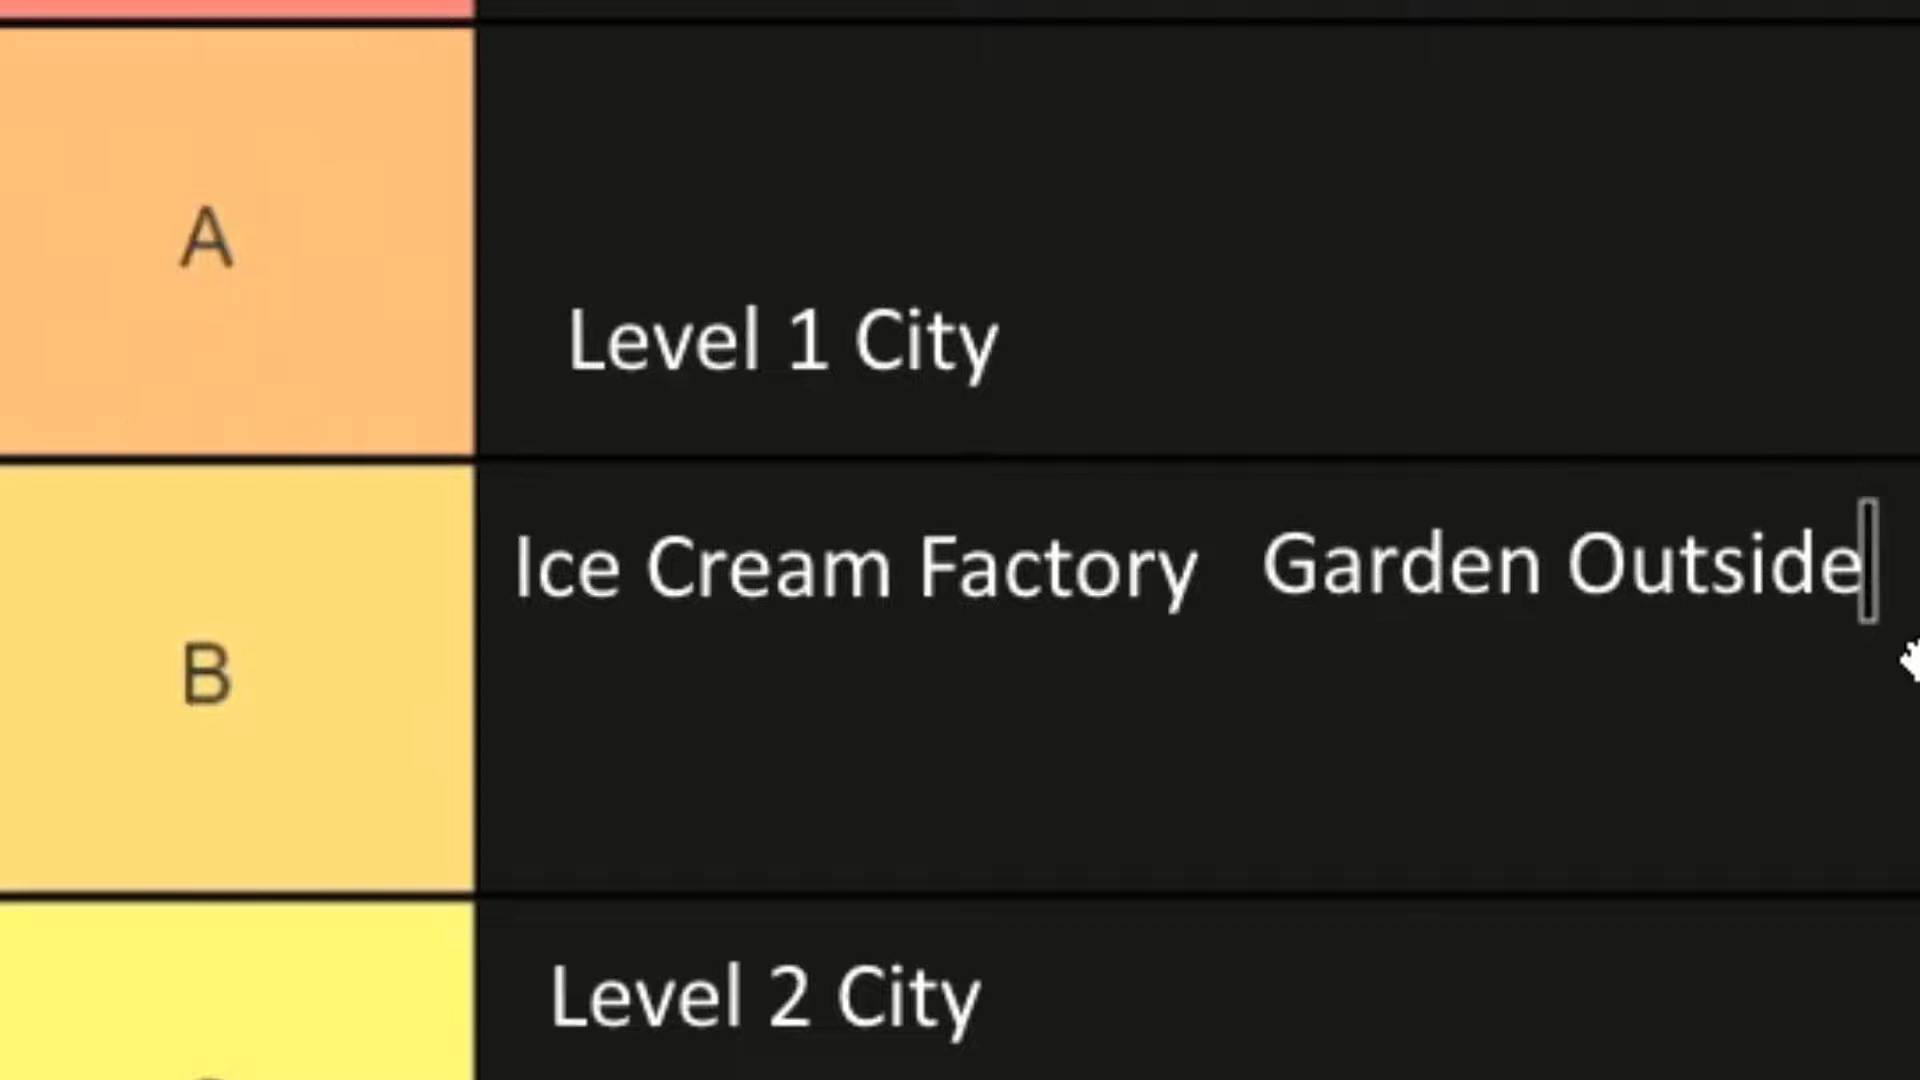 A
Level 1 City
Ice Cream Factory Garden Outside
B
Level 2 City